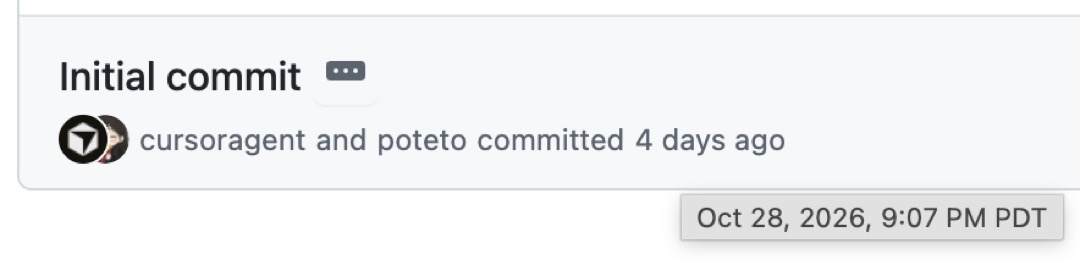 Initial commit
cursoragent and poteto committed 4 days ago
Oct 28, 2026, 9:07 PM PDT